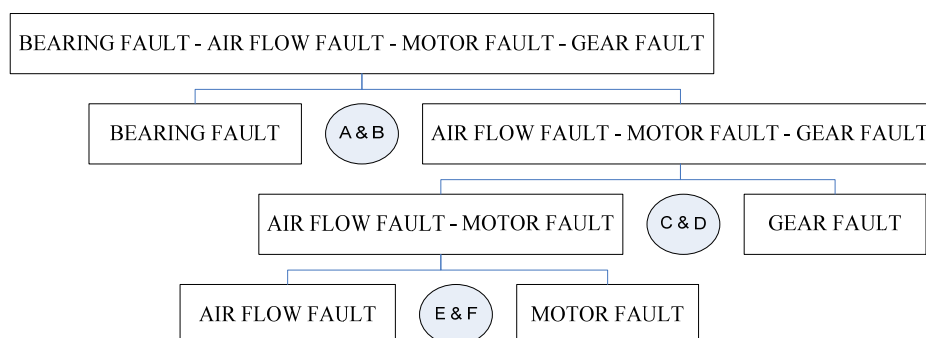 BEARING FAULT - AIR FLOW FAULT - MOTOR FAULT - GEAR FAULT
BEARING FAULT
A & B
AIR FLOW FAULT - MOTOR FAULT - GEAR FAULT
AIR FLOW FAULT - MOTOR FAULT
C & D
GEAR FAULT
AIR FLOW FAULT
E & F
MOTOR FAULT